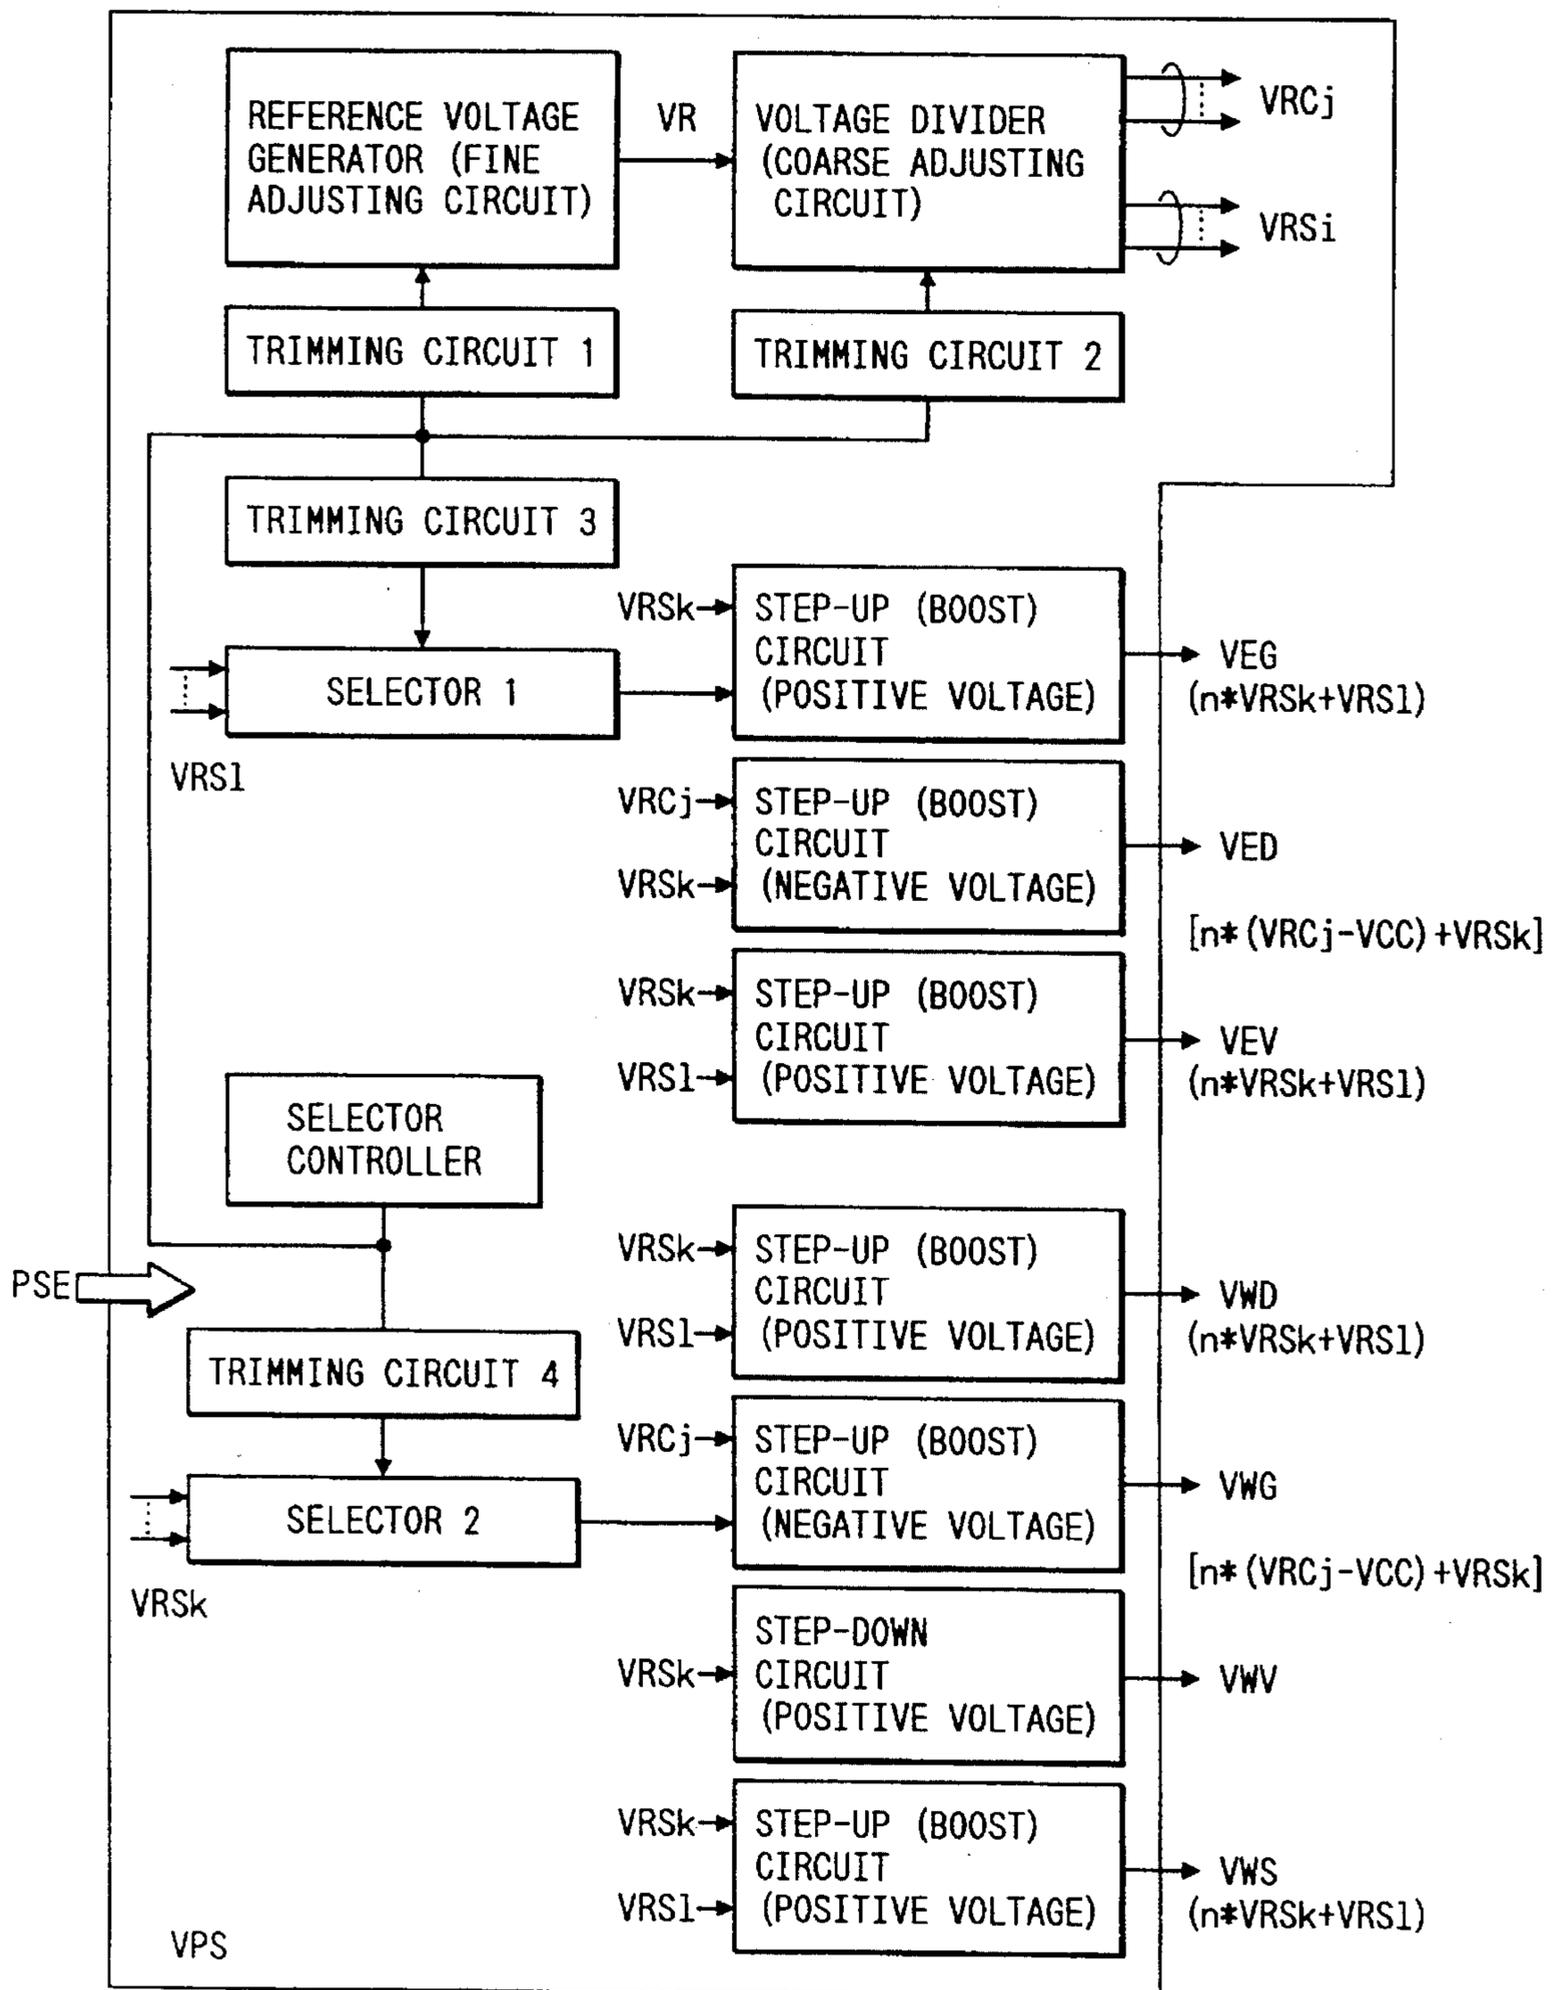 REFERENCE VOLTAGE
GENERATOR (FINE
ADJUSTING CIRCUIT)
VR
VOLTAGE DIVIDER
(COARSE ADJUSTING
CIRCUIT)
VRCj
VRSi
TRIMMING CIRCUIT 1
TRIMMING CIRCUIT 2
TRIMMING CIRCUIT 3
SELECTOR 1
VRSl
VRSk
STEP-UP (BOOST)
CIRCUIT
(POSITIVE VOLTAGE)
VEG
(n*VRSk+VRSl)
VRCj
VRSk
STEP-UP (BOOST)
CIRCUIT
(NEGATIVE VOLTAGE)
VED
[n*(VRCj-VCC)+VRSk]
VRSk
VRSl
STEP-UP (BOOST)
CIRCUIT
(POSITIVE VOLTAGE)
VEV
(n*VRSk+VRSl)
SELECTOR
CONTROLLER
PSE
VRSk
VRSl
STEP-UP (BOOST)
CIRCUIT
(POSITIVE VOLTAGE)
VWD
(n*VRSk+VRSl)
TRIMMING CIRCUIT 4
SELECTOR 2
VRSk
VRCj
STEP-UP (BOOST)
CIRCUIT
(NEGATIVE VOLTAGE)
VWG
[n*(VRCj-VCC)+VRSk]
VRSk
STEP-DOWN
CIRCUIT
(POSITIVE VOLTAGE)
VWV
VRSk
VRSl
STEP-UP (BOOST)
CIRCUIT
(POSITIVE VOLTAGE)
VWS
(n*VRSk+VRSl)
VPS